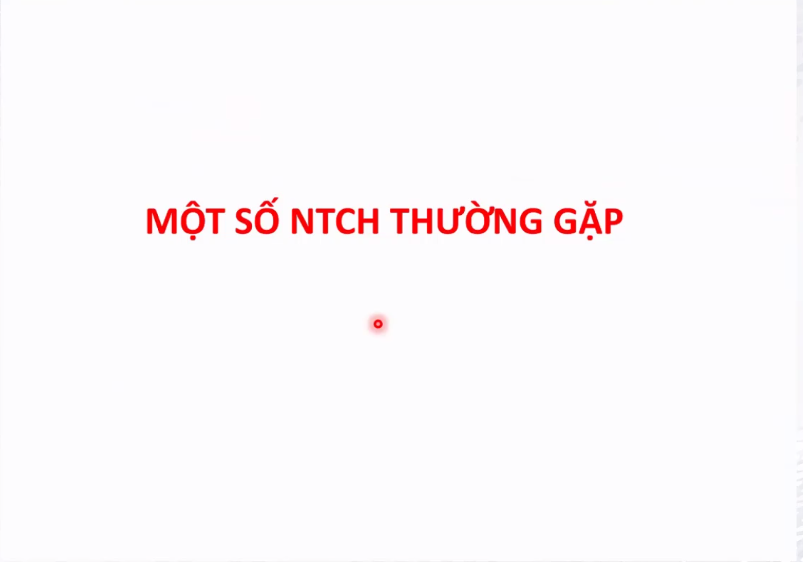 MỘT SỐ NTCH THƯỜNG GẶP